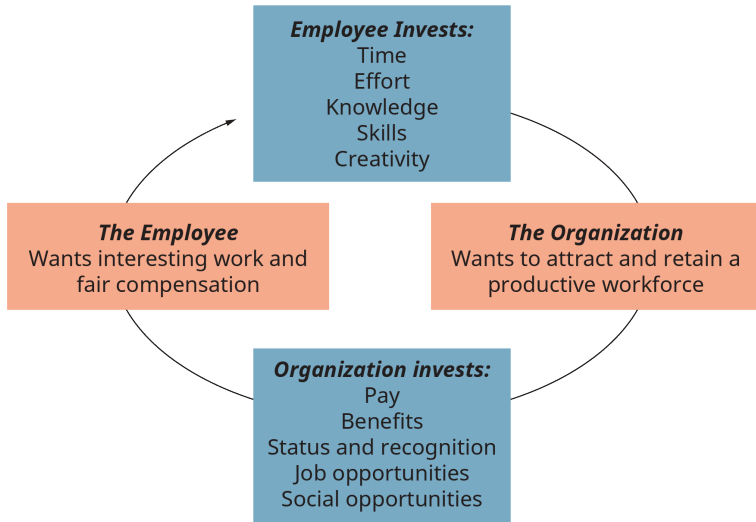 Employee Invests:
Time
Effort
Knowledge
Skills
Creativity
The Employee
Wants interesting work and
fair compensation
The Organization
Wants to attract and retain a
productive workforce
Organization invests:
Pay
Benefits
Status and recognition
Job opportunities
Social opportunities